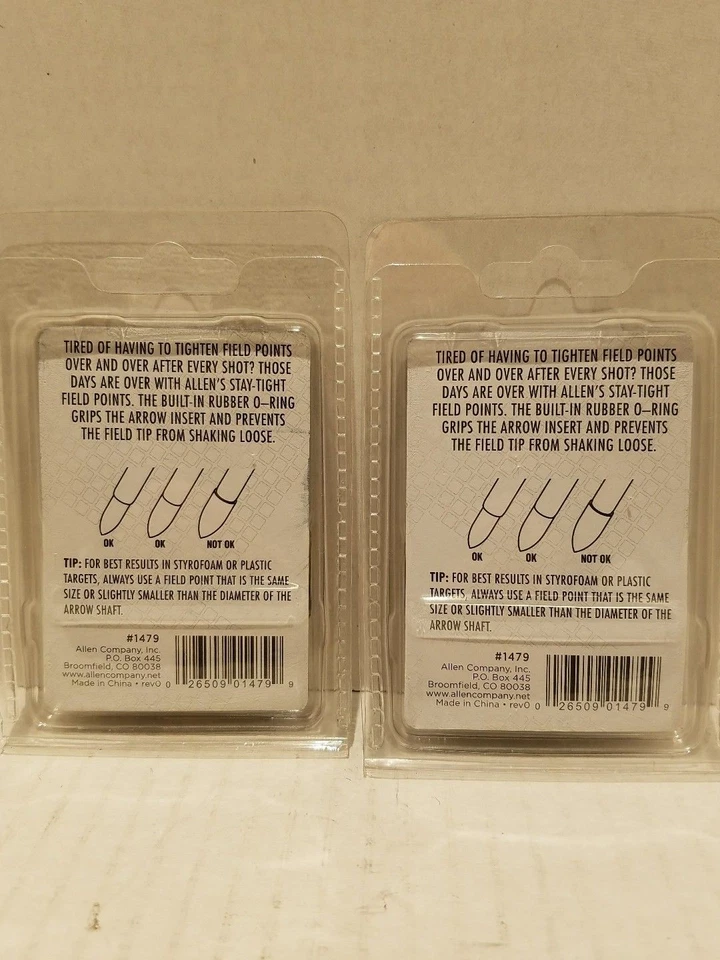 TIRED OF HAVING TO TIGHTEN FIELD POINTS
OVER AND OVER AFTER EVERY SHOT? THOSE
DAYS ARE OVER WITH ALLEN'S STAY-TIGHT
FIELD POINTS. THE BUILT-IN RUBBER O–RING
GRIPS THE ARROW INSERT AND PREVENTS
THE FIELD TIP FROM SHAKING LOOSE.
OK OK NOT OK
TIP: FOR BEST RESULTS IN STYROFOAM OR PLASTIC
TARGETS, ALWAYS USE A FIELD POINT THAT IS THE SAME
SIZE OR SLIGHTLY SMALLER THAN THE DIAMETER OF THE
ARROW SHAFT.
#1479
Allen Company, Inc.
P.O. Box 445
Broomfield, CO 80038
www.allencompany.net
Made in China • rev0
0 26509 01479 9
TIRED OF HAVING TO TIGHTEN FIELD POINTS
OVER AND OVER AFTER EVERY SHOT? THOSE
DAYS ARE OVER WITH ALLEN'S STAY-TIGHT
FIELD POINTS. THE BUILT-IN RUBBER O–RING
GRIPS THE ARROW INSERT AND PREVENTS
THE FIELD TIP FROM SHAKING LOOSE.
OK OK NOT OK
TIP: FOR BEST RESULTS IN STYROFOAM OR PLASTIC
TARGETS, ALWAYS USE A FIELD POINT THAT IS THE SAME
SIZE OR SLIGHTLY SMALLER THAN THE DIAMETER OF THE
ARROW SHAFT.
#1479
Allen Company, Inc.
P.O. Box 445
Broomfield, CO 80038
www.allencompany.net
Made in China • rev0
0 26509 01479 9